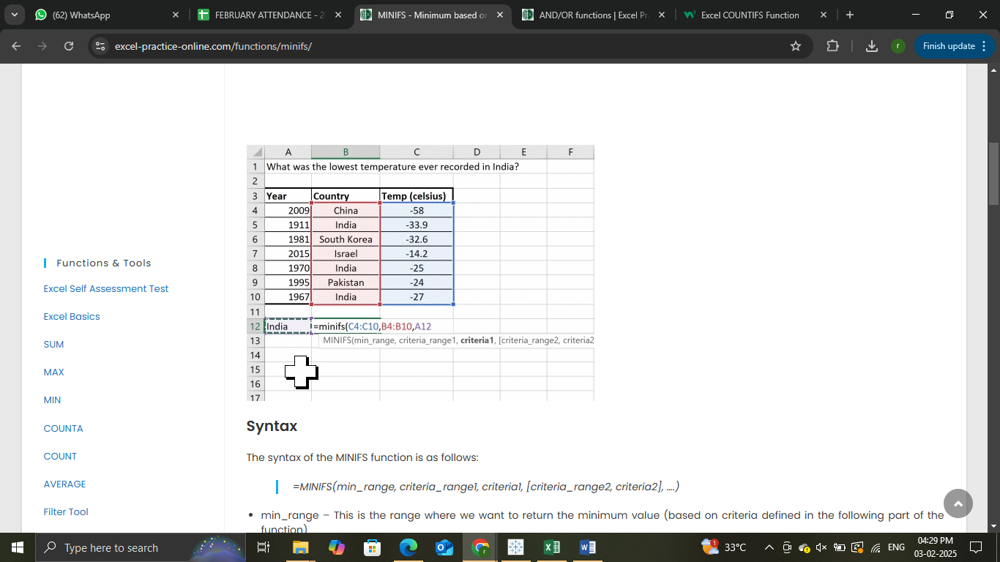 (62) WhatsApp
FEBRUARY ATTENDANCE - 2
MINIFS - Minimum based o
AND/OR functions | Excel Pr
Excel COUNTIFS Function
excel-practice-online.com/functions/minifs/
r
Finish update
Functions & Tools
Excel Self Assessment Test
Excel Basics
SUM
MAX
MIN
COUNTA
COUNT
AVERAGE
Filter Tool
A B C D E F
1 What was the lowest temperature ever recorded in India?
2
3 Year Country Temp (celsius)
4 2009 China -58
5 1911 India -33.9
6 1981 South Korea -32.6
7 2015 Israel -14.2
8 1970 India -25
9 1995 Pakistan -24
10 1967 India -27
11
12 India =minifs(C4:C10,B4:B10,A12
13 MINIFS(min_range, criteria_range1, criteria1, [criteria_range2, criteria2
14
15
16
17
Syntax
The syntax of the MINIFS function is as follows:
=MINIFS(min_range, criteria_range1, criteria1, [criteria_range2, criteria2], ....)
• min_range – This is the range where we want to return the minimum value (based on criteria defined in the following part of the
function)
Type here to search
1
33°C
ENG
04:29 PM
03-02-2025